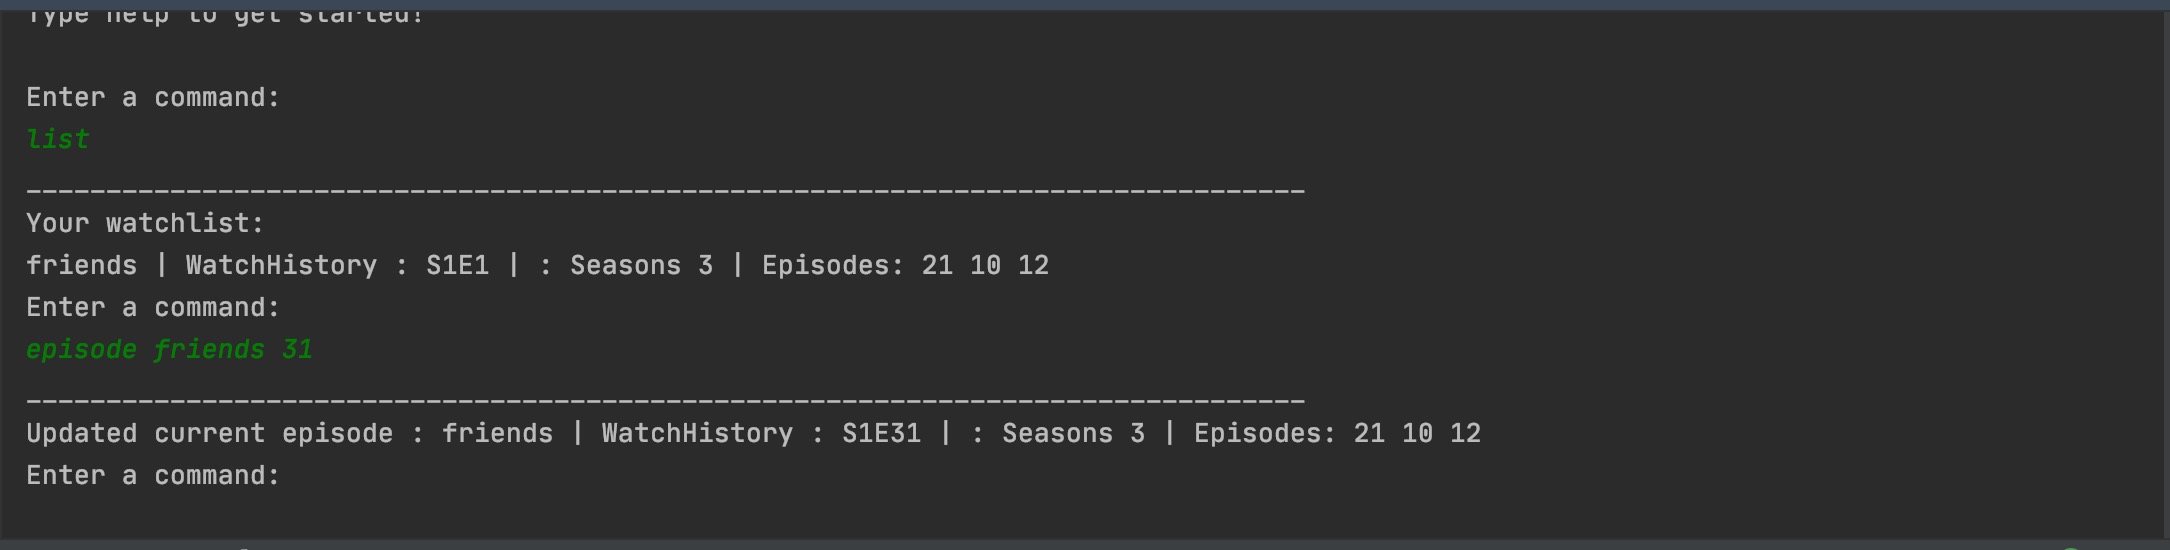 Type help to get started!
Enter a command:
list
________________________________________________________________________________
Your watchlist:
friends | WatchHistory : S1E1 | : Seasons 3 | Episodes: 21 10 12
Enter a command:
episode friends 31
________________________________________________________________________________
Updated current episode : friends | WatchHistory : S1E31 | : Seasons 3 | Episodes: 21 10 12
Enter a command: